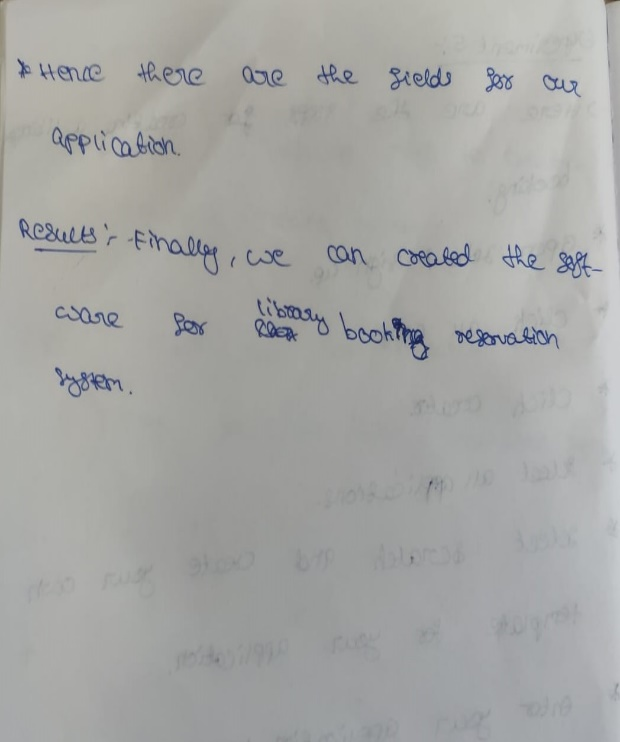 * Hence there are the fields for our
application.
Results :- Finally, we can created the soft-
ware for library booking reservation
system.